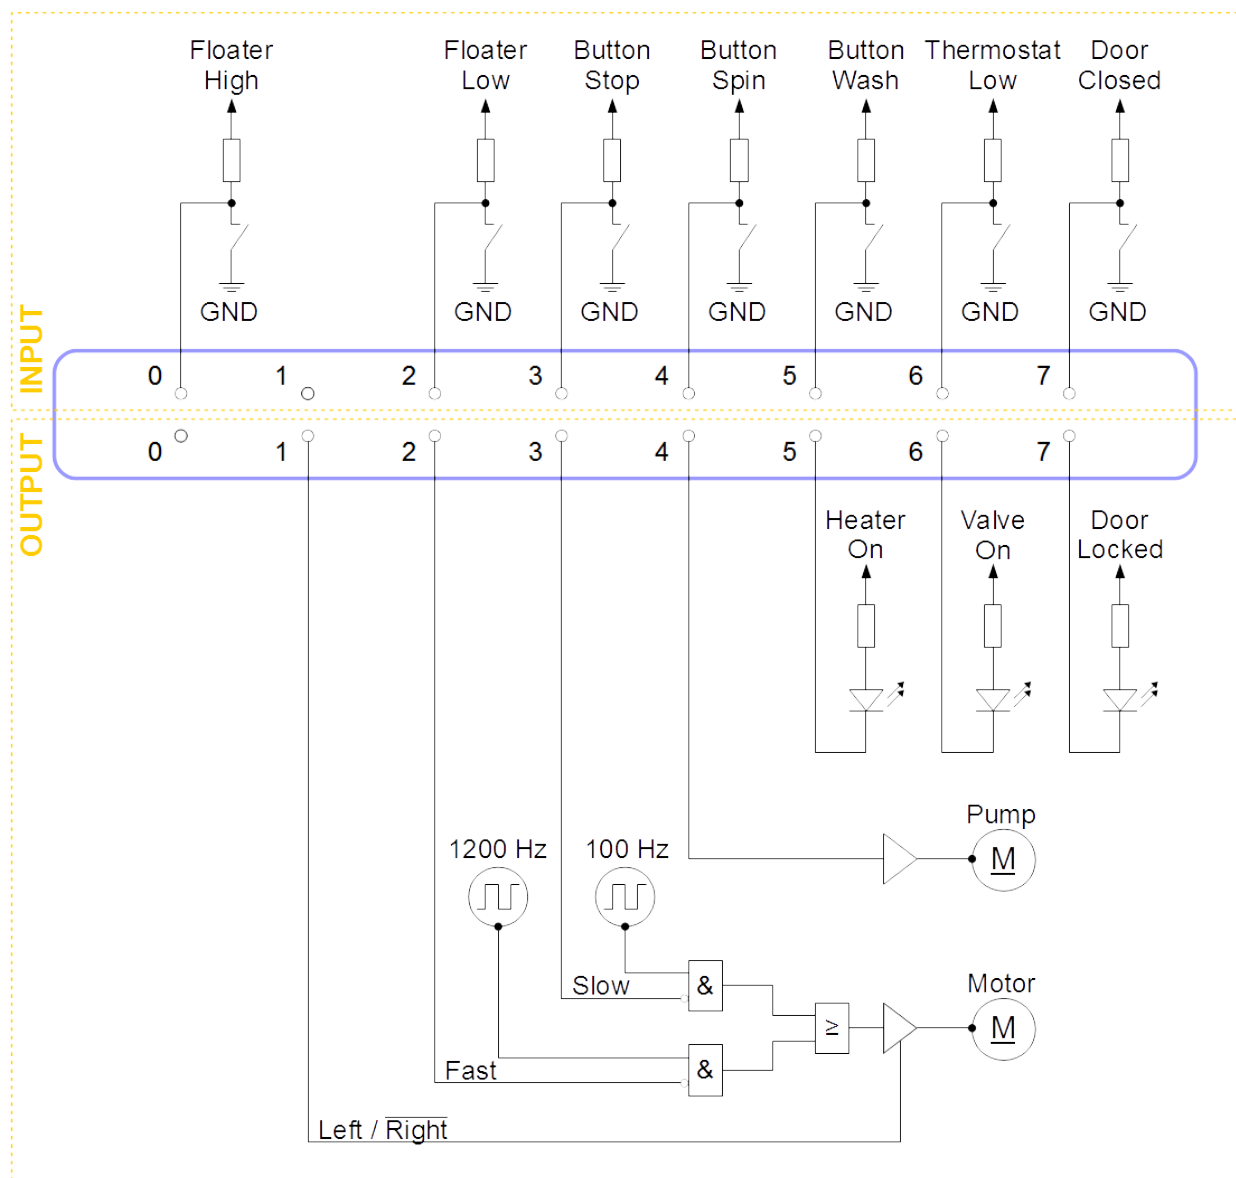 Floater
High
Floater
Low
Button
Stop
Button
Spin
Button
Wash
Thermostat
Low
Door
Closed
GND
GND
GND
GND
GND
GND
GND
INPUT
0 1 2 3 4 5 6 7
OUTPUT
0 1 2 3 4 5 6 7
Heater
On
Valve
On
Door
Locked
Pump
M
1200 Hz
100 Hz
Slow
&
Motor
M
≥
Fast
&
Left / Right